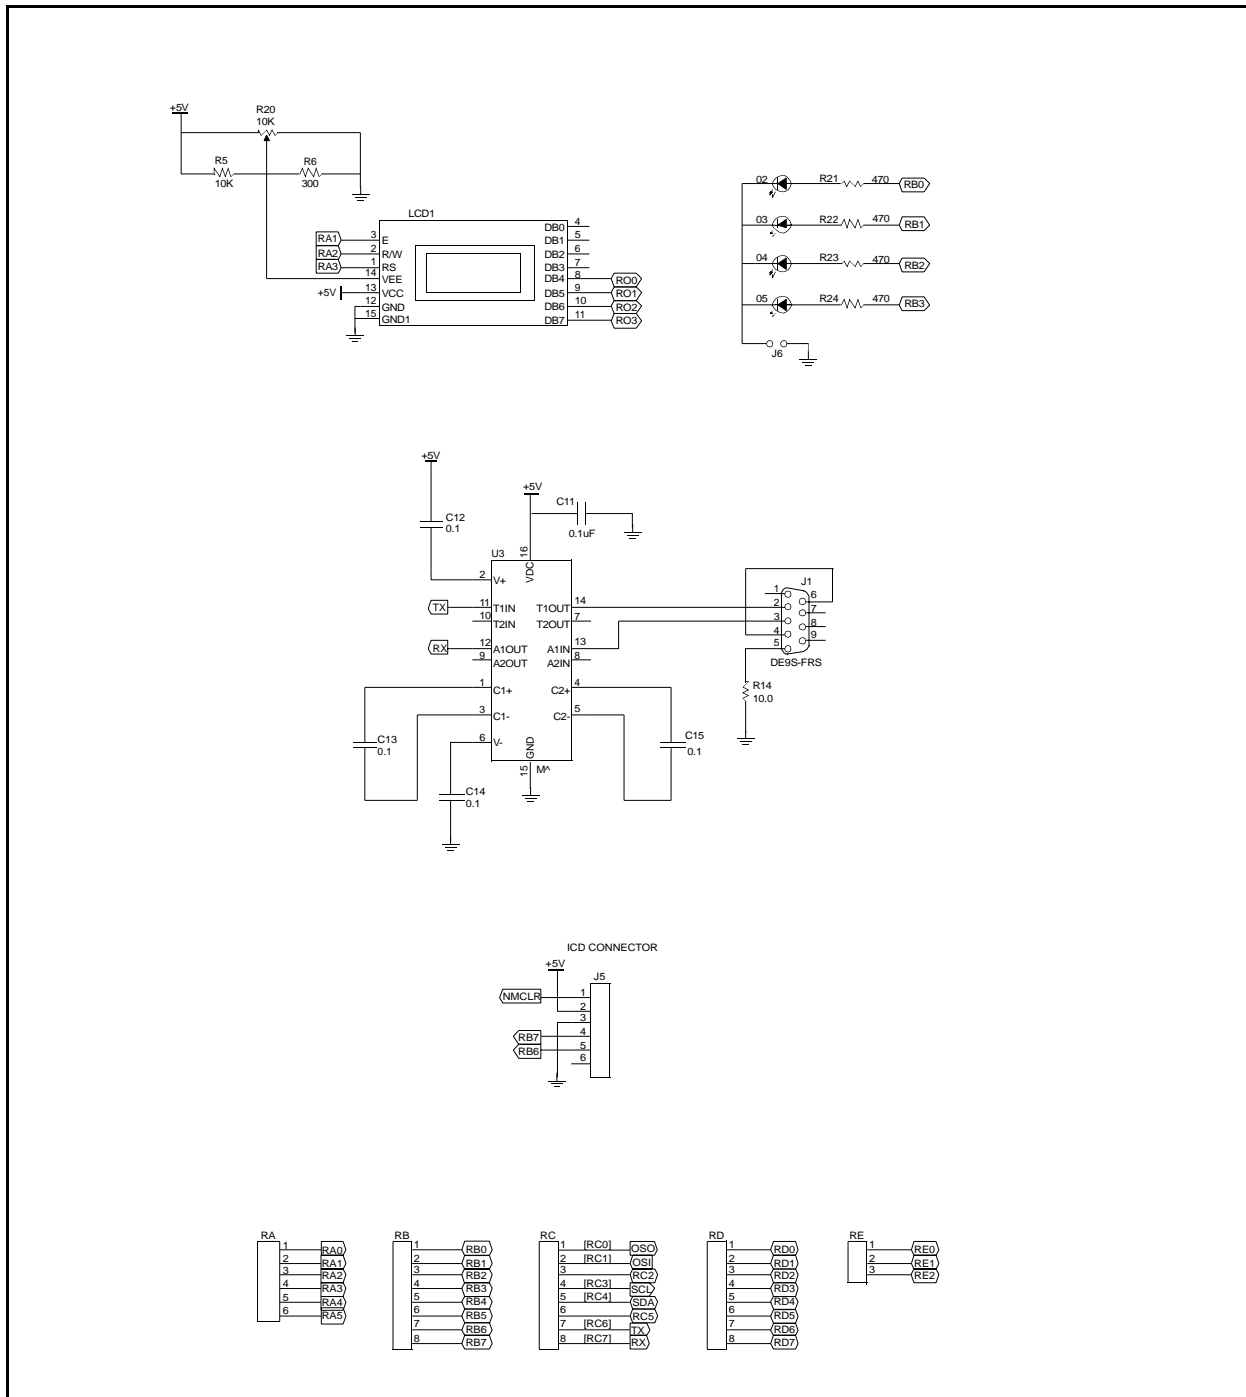 +5V
R20
10K
R5
10K
R6
300
LCD1
RA1 3 E
RA2 2 R/W
RA3 1 RS
14 VEE
+5V 13 VCC
12 GND
15 GND1
DB0 4
DB1 5
DB2 6
DB3 7
DB4 8 RO0
DB5 9 RO1
DB6 10 RO2
DB7 11 RO3
02 R21 470 RB0
03 R22 470 RB1
04 R23 470 RB2
05 R24 470 RB3
J6
+5V
C12
0.1
+5V
C11
0.1uF
U3
16
VDC
2 V+
TX 11 T1IN
10 T2IN
RX 12 A1OUT
9 A2OUT
1 C1+
3 C1-
6 V-
T1OUT 14
T2OUT 7
A1IN 13
A2IN 8
C2+ 4
C2- 5
GND
15
M^
C13
0.1
C14
0.1
C15
0.1
J1
1
2
3
4
5
6
7
8
9
DE9S-FRS
R14
10.0
ICD CONNECTOR
+5V
J5
NMCLR 1
2
3
RB7 4
RB6 5
6
RA
1 RA0
2 RA1
3 RA2
4 RA3
5 RA4
6 RA5
RB
1 RB0
2 RB1
3 RB2
4 RB3
5 RB4
6 RB5
7 RB6
8 RB7
RC
1 [RC0] OSO
2 [RC1] OSI
3 RC2
4 [RC3] SCL
5 [RC4] SDA
6 RC5
7 [RC6] TX
8 [RC7] RX
RD
1 RD0
2 RD1
3 RD2
4 RD3
5 RD4
6 RD5
7 RD6
8 RD7
RE
1 RE0
2 RE1
3 RE2